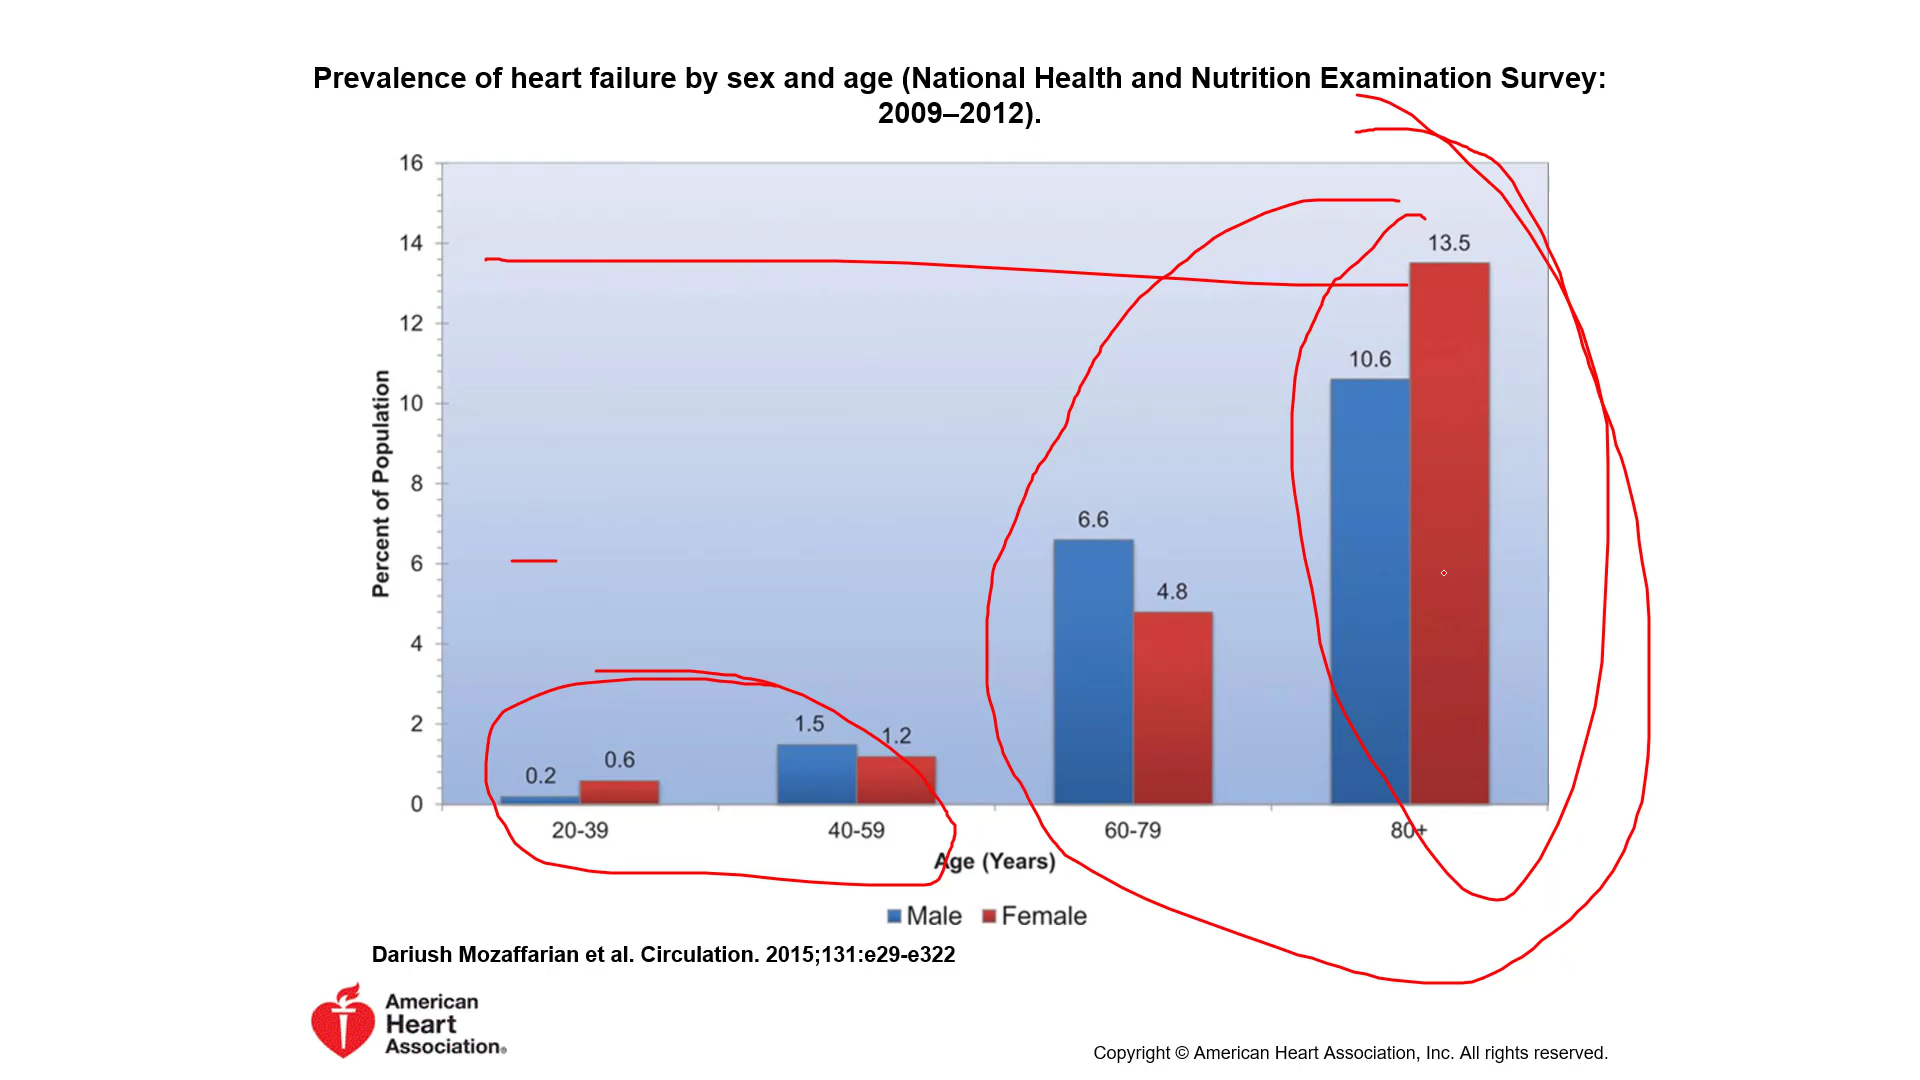 Prevalence of heart failure by sex and age (National Health and Nutrition Examination Survey:
2009–2012).
16
14
12
10
8
6
4
2
0
Percent of Population
0.2
0.6
1.5
1.2
6.6
4.8
10.6
13.5
20-39
40-59
60-79
80+
Age (Years)
Male
Female
Dariush Mozaffarian et al. Circulation. 2015;131:e29-e322
American
Heart
Association®
Copyright © American Heart Association, Inc. All rights reserved.